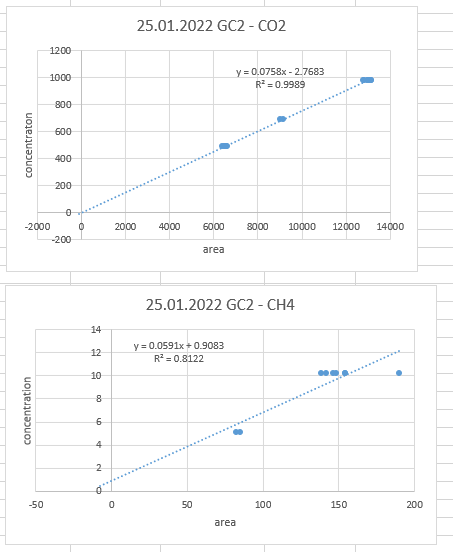 25.01.2022 GC2 - CO2
1200
y = 0.0758x - 2.7683
1000
R² = 0.9989
800
600
400
200
0
-2000 0 2000 4000 6000 8000 10000 12000 14000
-200
concentraton
area
25.01.2022 GC2 - CH4
14
y = 0.0591x + 0.9083
12
R² = 0.8122
10
8
6
4
2
0
-50 0 50 100 150 200
concentration
area